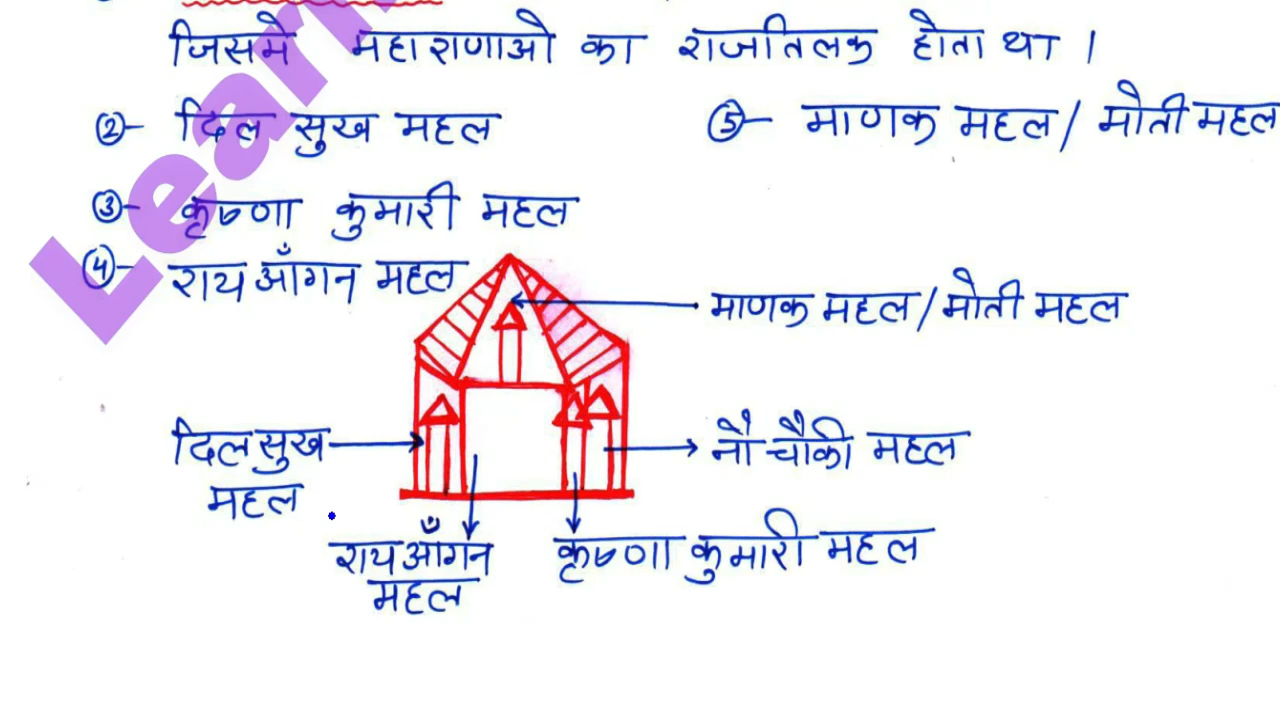 जिसमे महाराणाओ का राजतिलक होता था ।
②- दिल सुख महल
⑤- माणक महल / मोती महल
③- कृष्णा कुमारी महल
④- राय आँगन महल
माणक महल / मोती महल
दिल सुख
महल
नौ चौकी महल
राय आँगन
महल
कृष्णा कुमारी महल
Learn